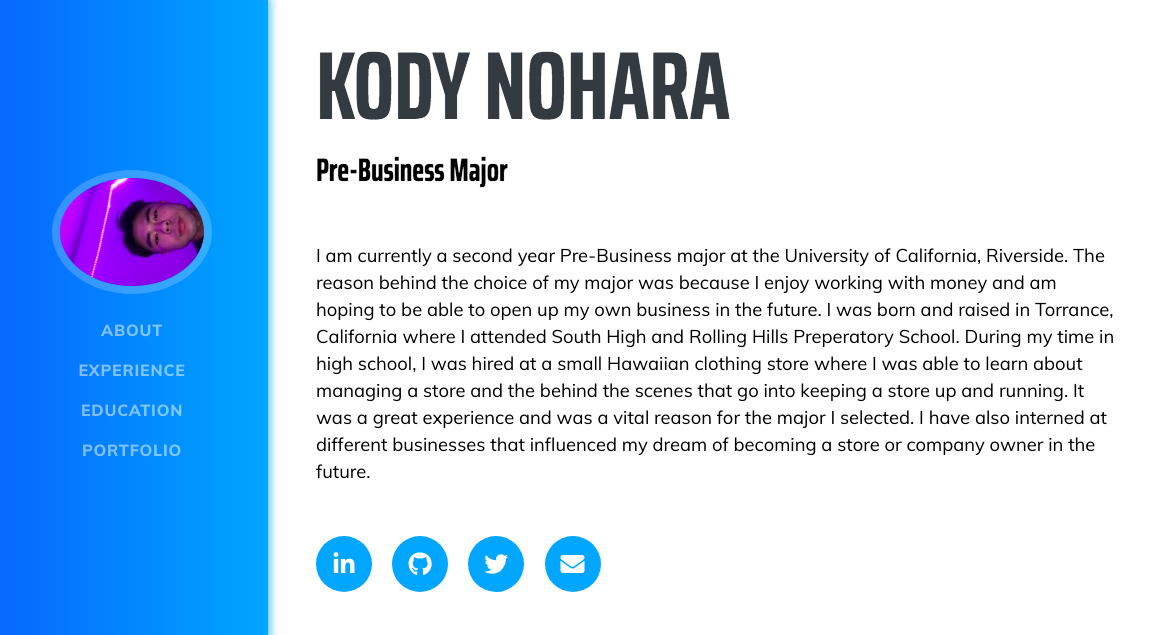 KODY NOHARA
Pre-Business Major
ABOUT
EXPERIENCE
EDUCATION
PORTFOLIO
I am currently a second year Pre-Business major at the University of California, Riverside. The
reason behind the choice of my major was because I enjoy working with money and am
hoping to be able to open up my own business in the future. I was born and raised in Torrance,
California where I attended South High and Rolling Hills Preperatory School. During my time in
high school, I was hired at a small Hawaiian clothing store where I was able to learn about
managing a store and the behind the scenes that go into keeping a store up and running. It
was a great experience and was a vital reason for the major I selected. I have also interned at
different businesses that influenced my dream of becoming a store or company owner in the
future.
in